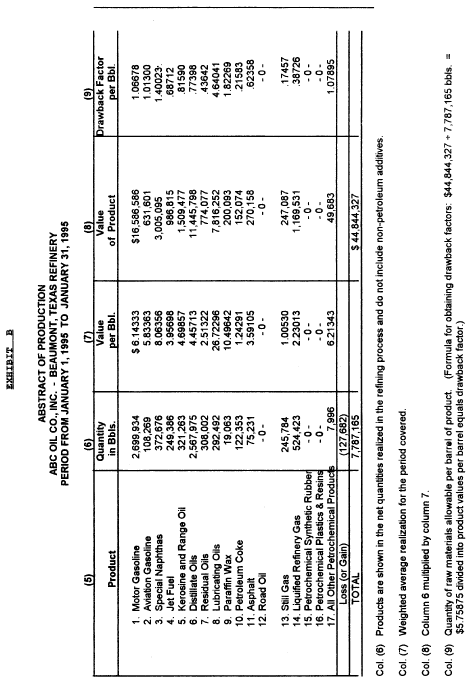 EXHIBIT B
ABSTRACT OF PRODUCTION
ABC OIL CO., INC. - BEAUMONT, TEXAS REFINERY
PERIOD FROM JANUARY 1, 1995 TO JANUARY 31, 1995
(5) (6) (7) (8) (9)
Product Quantity in Bbls. Value per Bbl. Value of Product Drawback Factor per Bbl.
1. Motor Gasoline 2,699,934 $ 6.14333 $16,586,586 1.06678
2. Aviation Gasoline 108,269 5.83363 631,601 1.01300
3. Special Naphthas 372,676 8.06356 3,005,095 1.40023
4. Jet Fuel 249,386 3.95698 986,815 .68712
5. Kerosine and Range Oil 321,263 4.69857 1,509,477 .81590
6. Distillate Oils 2,567,975 4.45713 11,445,798 .77398
7. Residual Oils 308,002 2.51322 774,077 .43642
8. Lubricating Oils 292,492 26.72296 7,816,252 4.64041
9. Paraffin Wax 19,063 10.49642 200,093 1.82269
10. Petroleum Coke 122,353 1.24291 152,074 .21583
11. Asphalt 75,231 3.59105 270,158 .62358
12. Road Oil - 0 - - 0 - - 0 - - 0 -
13. Still Gas 245,784 1.00530 247,087 .17457
14. Liquified Refinery Gas 524,423 2.23013 1,169,531 .38726
15. Petrochemical Synthetic Rubber - 0 - - 0 - - 0 - - 0 -
16. Petrochemical Plastics & Resins - 0 - - 0 - - 0 - - 0 -
17. All Other Petrochemical Products 7,996 6.21343 49,683 1.07895
Loss (or Gain) (127,682)
TOTAL 7,787,165 $ 44,844,327
Col. (6) Products are shown in the net quantities realized in the refining process and do not include non-petroleum additives.
Col. (7) Weighted average realization for the period covered.
Col. (8) Column 6 multiplied by column 7.
Col. (9) Quantity of raw materials allowable per barrel of product. (Formula for obtaining drawback factors: $44,844,327 ÷ 7,787,165 bbls. =
$5.75875 divided into product values per barrel equals drawback factor.)